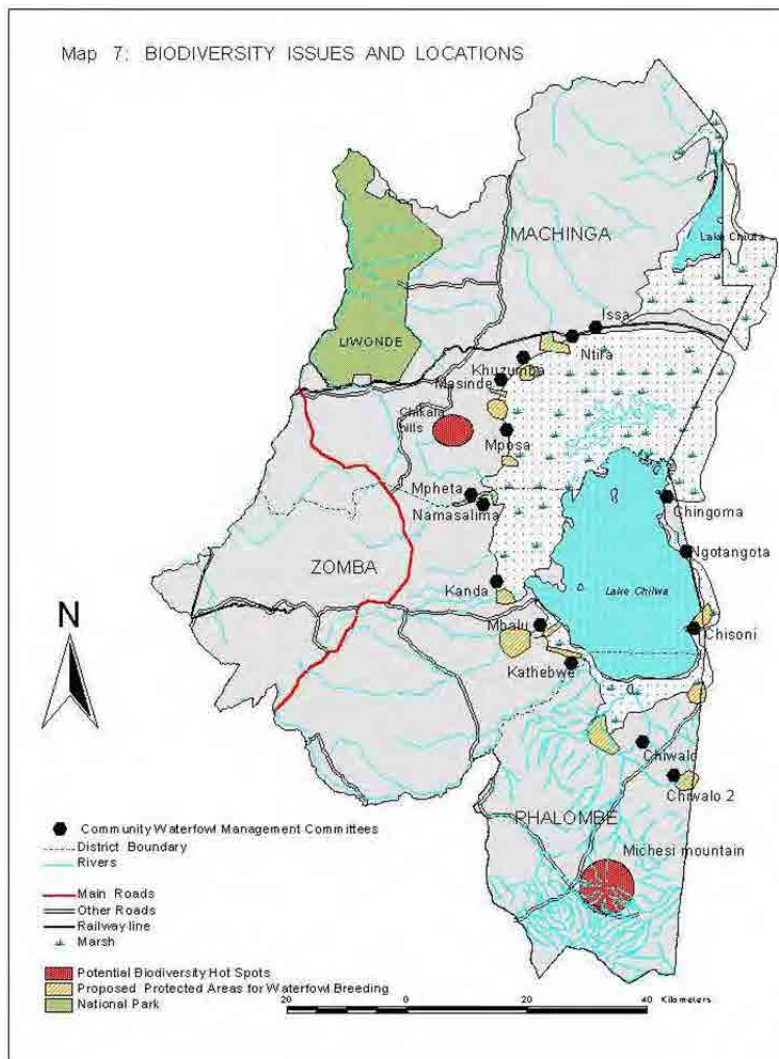 Map 7: BIODIVERSITY ISSUES AND LOCATIONS
MACHINGA
Lake Chiuta
LIWONDE
Issa
Ntira
Khuzumba
Masinde
Chikala
hills
Mposa
Mpheta
Namasalima
Chingoma
Ngotangota
ZOMBA
Kanda
Lake Chilwa
Mbalu
Chisoni
Kathebwe
N
Chiwalo
Chiwalo 2
PHALOMBE
Michesi mountain
Community Waterfowl Management Committees
District Boundary
Rivers
Main Roads
Other Roads
Railway line
Marsh
Potential Biodiversity Hot Spots
Proposed Protected Areas for Waterfowl Breeding
National Park
20 0 20 40 Kilometers